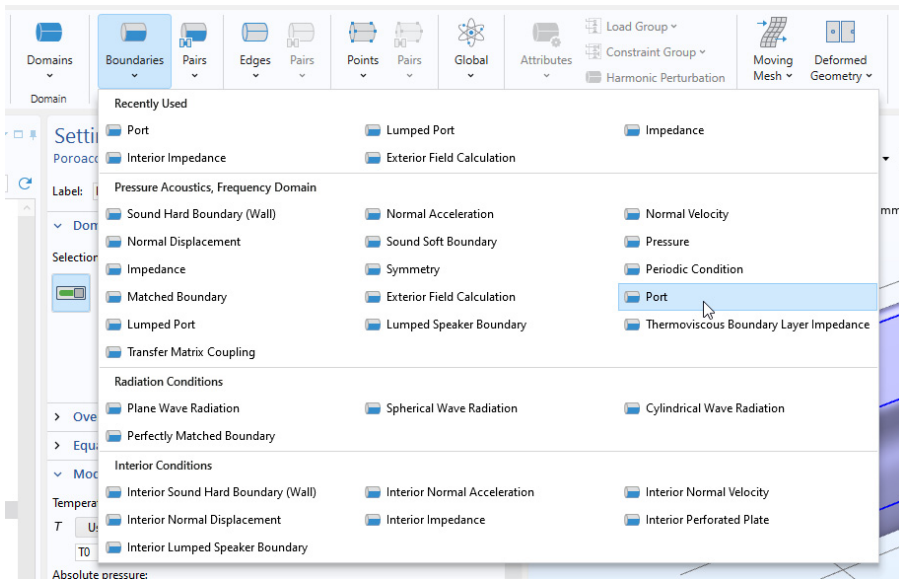 Domains Boundaries Pairs Edges Pairs Points Pairs Global Attributes Load Group Constraint Group Harmonic Perturbation Moving Mesh Deformed Geometry
Domain
Recently Used
Port Lumped Port Impedance
Interior Impedance Exterior Field Calculation
Pressure Acoustics, Frequency Domain
Sound Hard Boundary (Wall) Normal Acceleration Normal Velocity
Normal Displacement Sound Soft Boundary Pressure
Impedance Symmetry Periodic Condition
Matched Boundary Exterior Field Calculation Port
Lumped Port Lumped Speaker Boundary Thermoviscous Boundary Layer Impedance
Transfer Matrix Coupling
Radiation Conditions
Plane Wave Radiation Spherical Wave Radiation Cylindrical Wave Radiation
Perfectly Matched Boundary
Interior Conditions
Interior Sound Hard Boundary (Wall) Interior Normal Acceleration Interior Normal Velocity
Interior Normal Displacement Interior Impedance Interior Perforated Plate
Interior Lumped Speaker Boundary
Label:
Selection
T
T0
Absolute pressure: